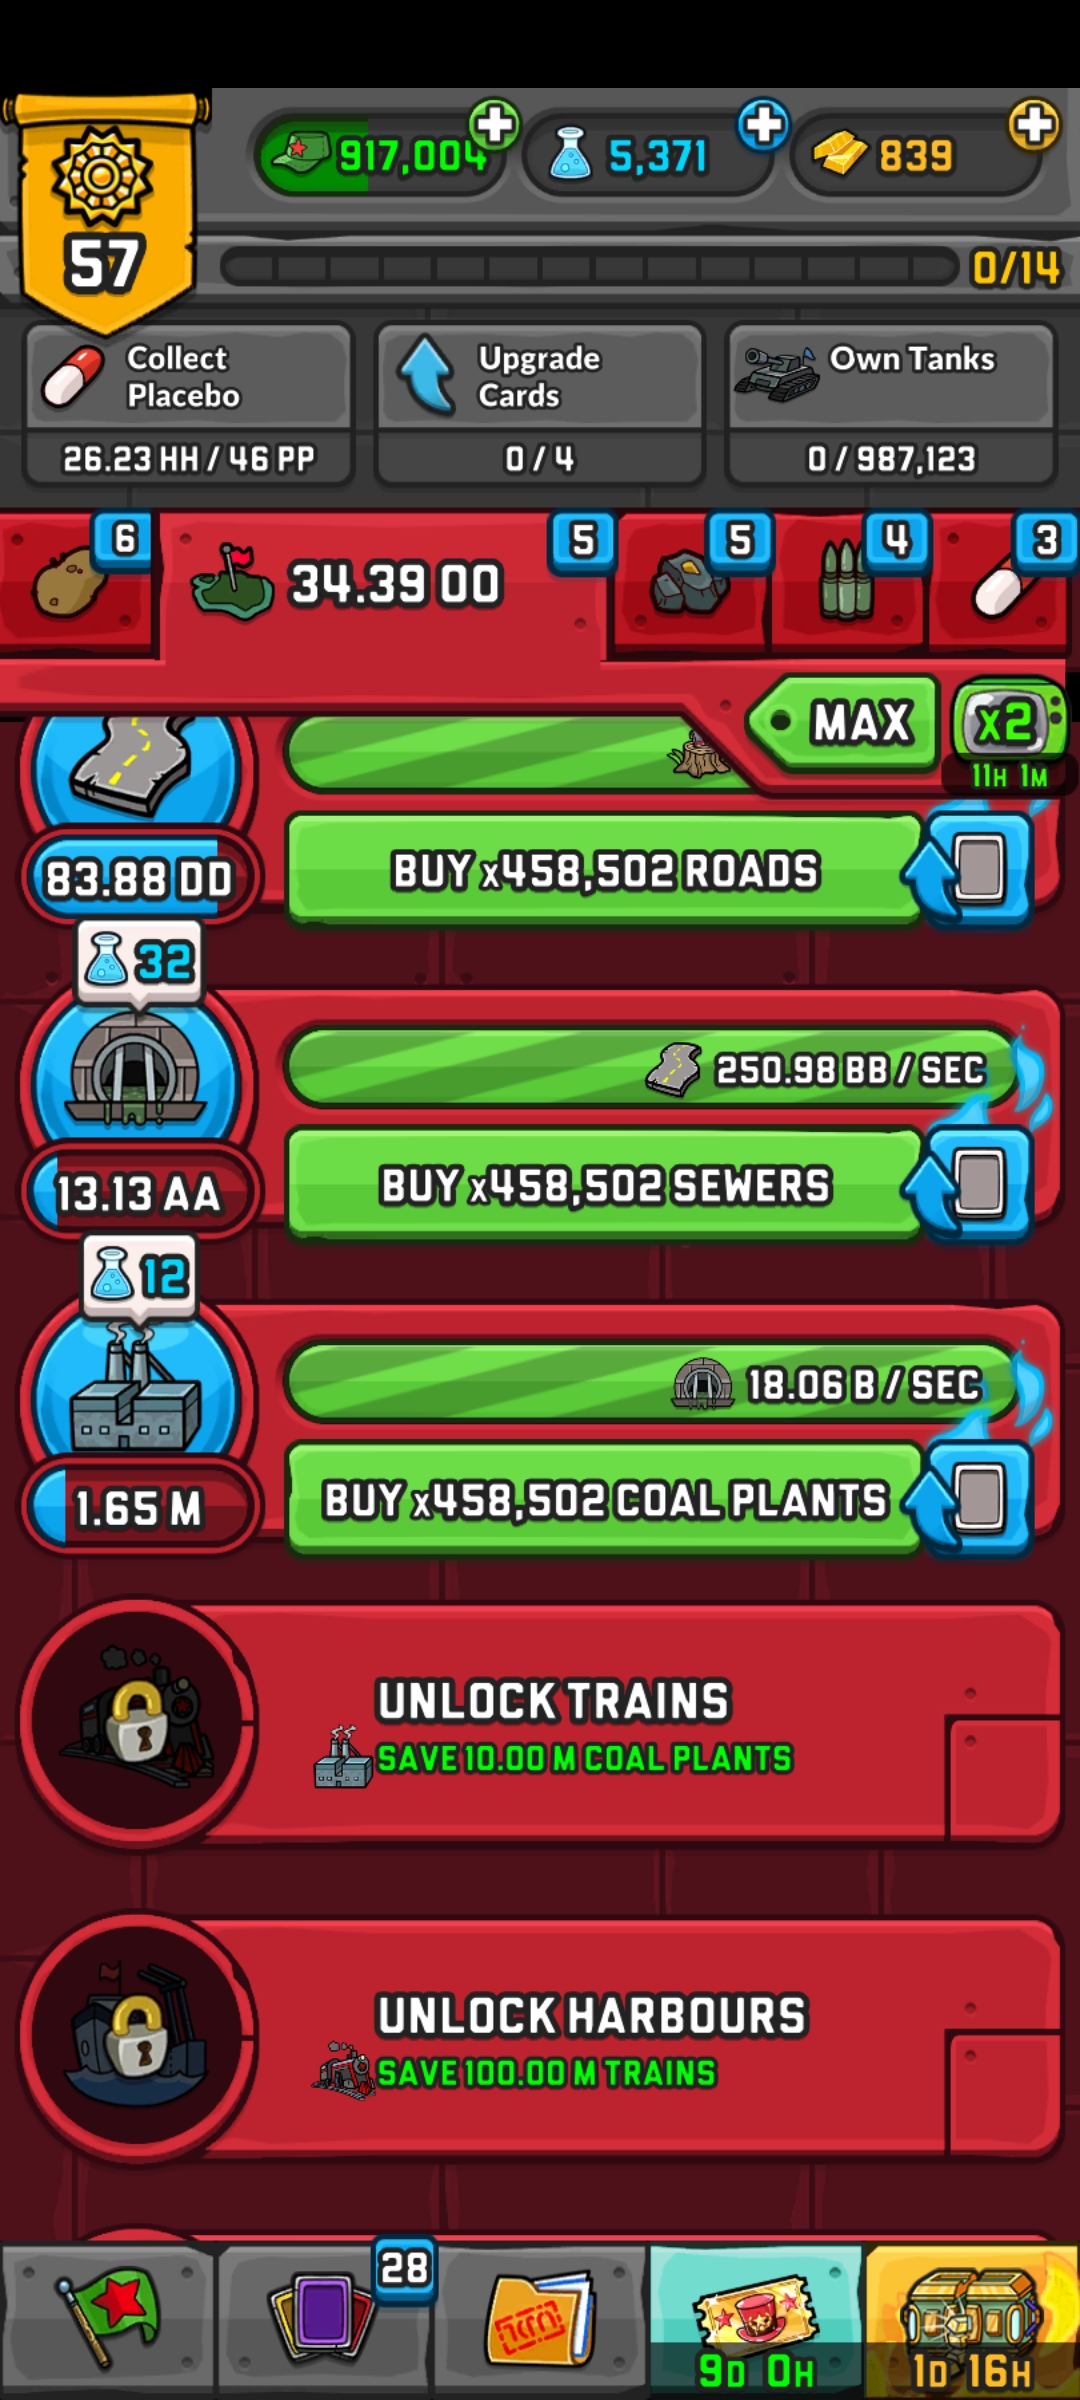 917,004
5,371
839
57
0/14
Collect
Placebo
Upgrade
Cards
Own Tanks
26.23 HH / 46 PP
0 / 4
0 / 987,123
6
34.39 OO
5
5
4
3
MAX
x2
11H 1M
83.88 DD
BUY x458,502 ROADS
32
250.98 BB / SEC
13.13 AA
BUY x458,502 SEWERS
12
18.06 B / SEC
1.65 M
BUY x458,502 COAL PLANTS
UNLOCK TRAINS
SAVE 10.00 M COAL PLANTS
UNLOCK HARBOURS
SAVE 100.00 M TRAINS
28
9D 0H
1D 16H